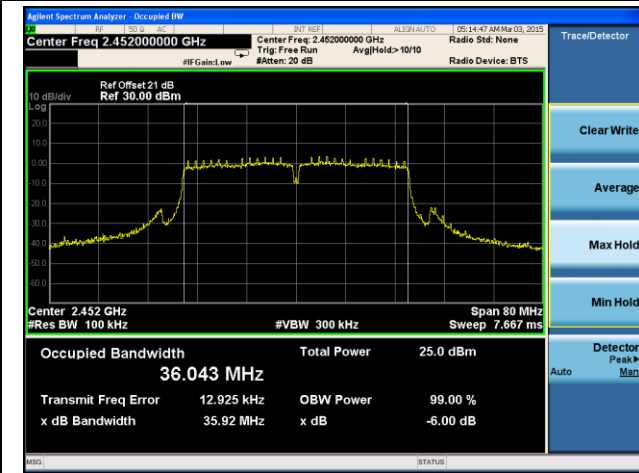 Agilent Spectrum Analyzer - Occupied BW
RF 50 Ω AC INT REF ALIGN AUTO 05:14:47 AM Mar 03, 2015
Center Freq 2.452000000 GHz
Center Freq: 2.452000000 GHz
Radio Std: None
Trig: Free Run Avg|Hold:>10/10
#IFGain:Low #Atten: 20 dB
Radio Device: BTS
Ref Offset 21 dB
10 dB/div Ref 30.00 dBm
Log
20.0
10.0
0.00
-10.0
-20.0
-30.0
-40.0
-50.0
-60.0
Center 2.452 GHz Span 80 MHz
#Res BW 100 kHz #VBW 300 kHz Sweep 7.667 ms
Occupied Bandwidth Total Power 25.0 dBm
36.043 MHz
Transmit Freq Error 12.925 kHz OBW Power 99.00 %
x dB Bandwidth 35.92 MHz x dB -6.00 dB
MSG STATUS
Trace/Detector
Clear Write
Average
Max Hold
Min Hold
Detector
Peak▶
Auto Man